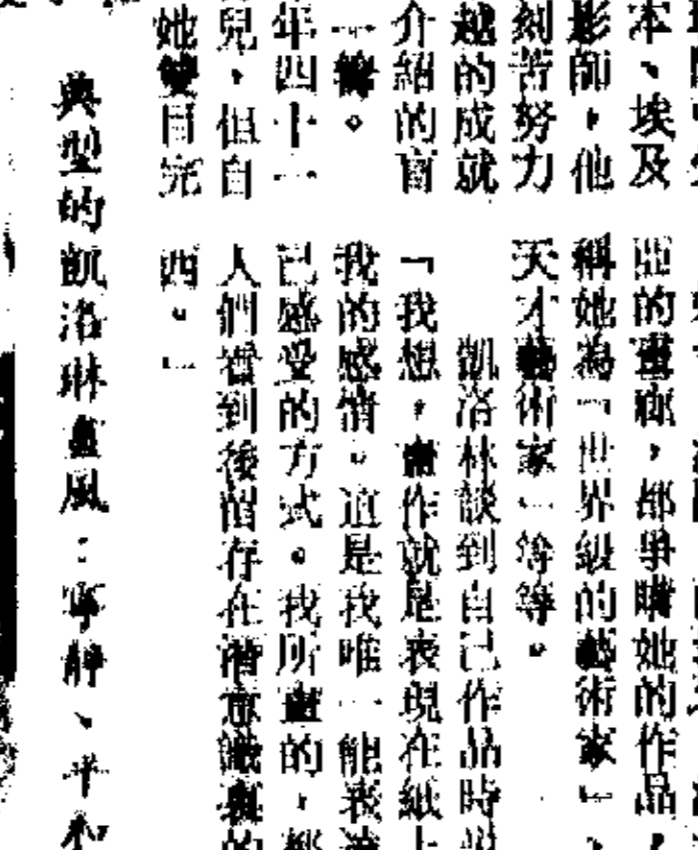 本、埃及
影師，他
刻苦努力
越的成就
介紹的盲
一輪。
年四十一
兒，但自
她雙目完
亞的畫廊，都爭購她的作品，
稱她為「世界級的藝術家」、
天才藝術家」等等。
凱洛林談到自己作品時說
「我想，畫作就是表現在紙上
我的感情。這是我唯一能表達
己感受的方式。我所畫的，都
人們看到後留存在潛意識裏的
西。」
典型的凱洛琳畫風：寧靜、平和